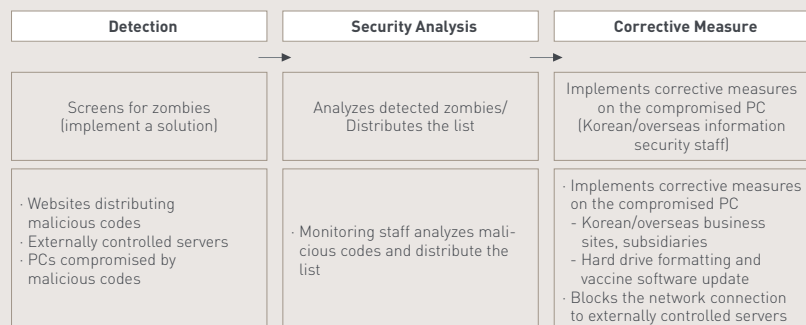 Detection
Security Analysis
Corrective Measure
Screens for zombies
(implement a solution)
Analyzes detected zombies/
Distributes the list
Implements corrective measures
on the compromised PC
(Korean/overseas information
security staff)
· Websites distributing
malicious codes
· Externally controlled servers
· PCs compromised by
malicious codes
· Monitoring staff analyzes mali-
cious codes and distribute the
list
· Implements corrective measures
on the compromised PC
- Korean/overseas business
sites, subsidiaries
- Hard drive formatting and
vaccine software update
· Blocks the network connection
to externally controlled servers